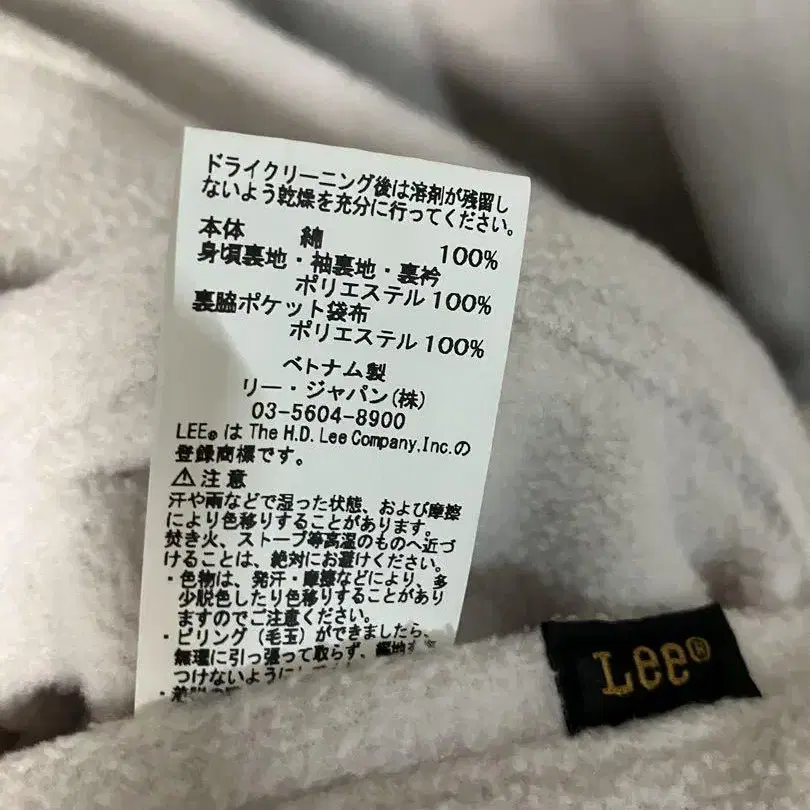 ドライクリーニング後は溶剤が残留し
ないよう乾燥を充分に行ってください。
本体 綿 100%
身頃裏地・袖裏地・裏衿
ポリエステル 100%
裏脇ポケット袋布
ポリエステル 100%
ベトナム製
リー・ジャパン(株)
03-5604-8900
LEE® は The H.D. Lee Company, Inc. の
登録商標です。
⚠注意
汗や雨などで湿った状態、および摩擦
により色移りすることがあります。
焚き火、ストーブ等高温のものへ近づ
けることは、絶対にお避けください。
・色物は、発汗・摩擦などにより、多
少脱色したり色移りすることがあり
ますのでご注意ください。
・ピリング(毛玉)ができましたら、
無理に引っ張って取らず、
つけないように
Lee®